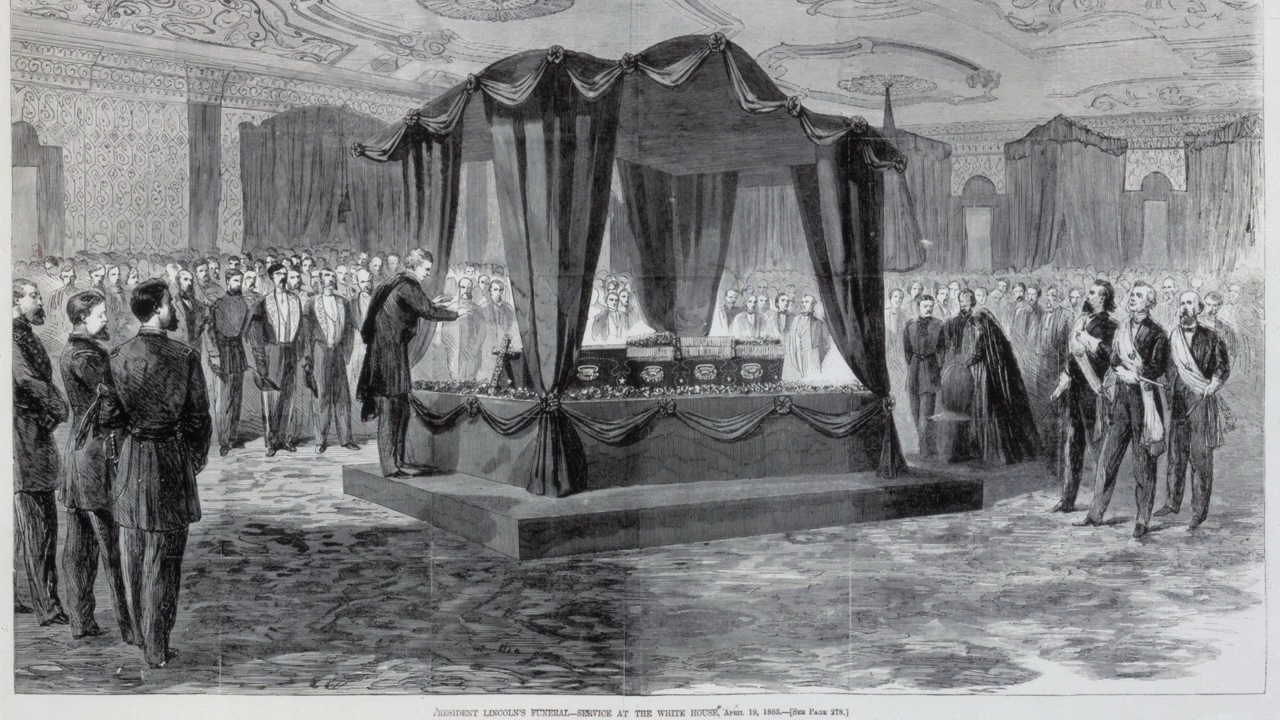 PRESIDENT LINCOLN'S FUNERAL—SERVICE AT THE WHITE HOUSE, APRIL 19, 1865.—[SEE PAGE 278.]